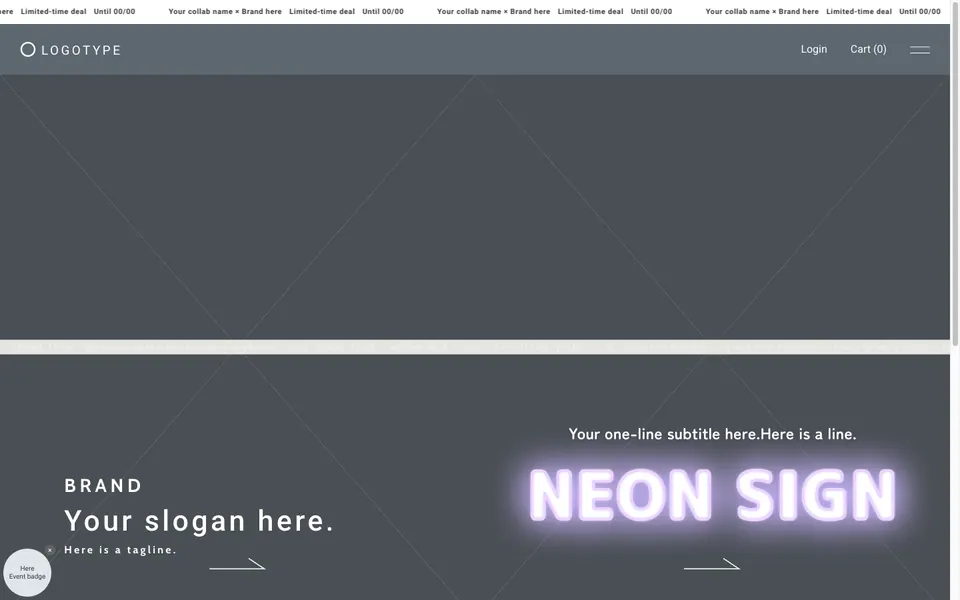 ere Limited-time deal Until 00/00 Your collab name × Brand here Limited-time deal Until 00/00 Your collab name × Brand here Limited-time deal Until 00/00 Your collab name × Brand here Limited-time deal Until 00/00
LOGOTYPE
Login Cart (0)
Your one-line subtitle here.Here is a line.
NEON SIGN
BRAND
Your slogan here.
Here is a tagline.
×
Here
Event badge